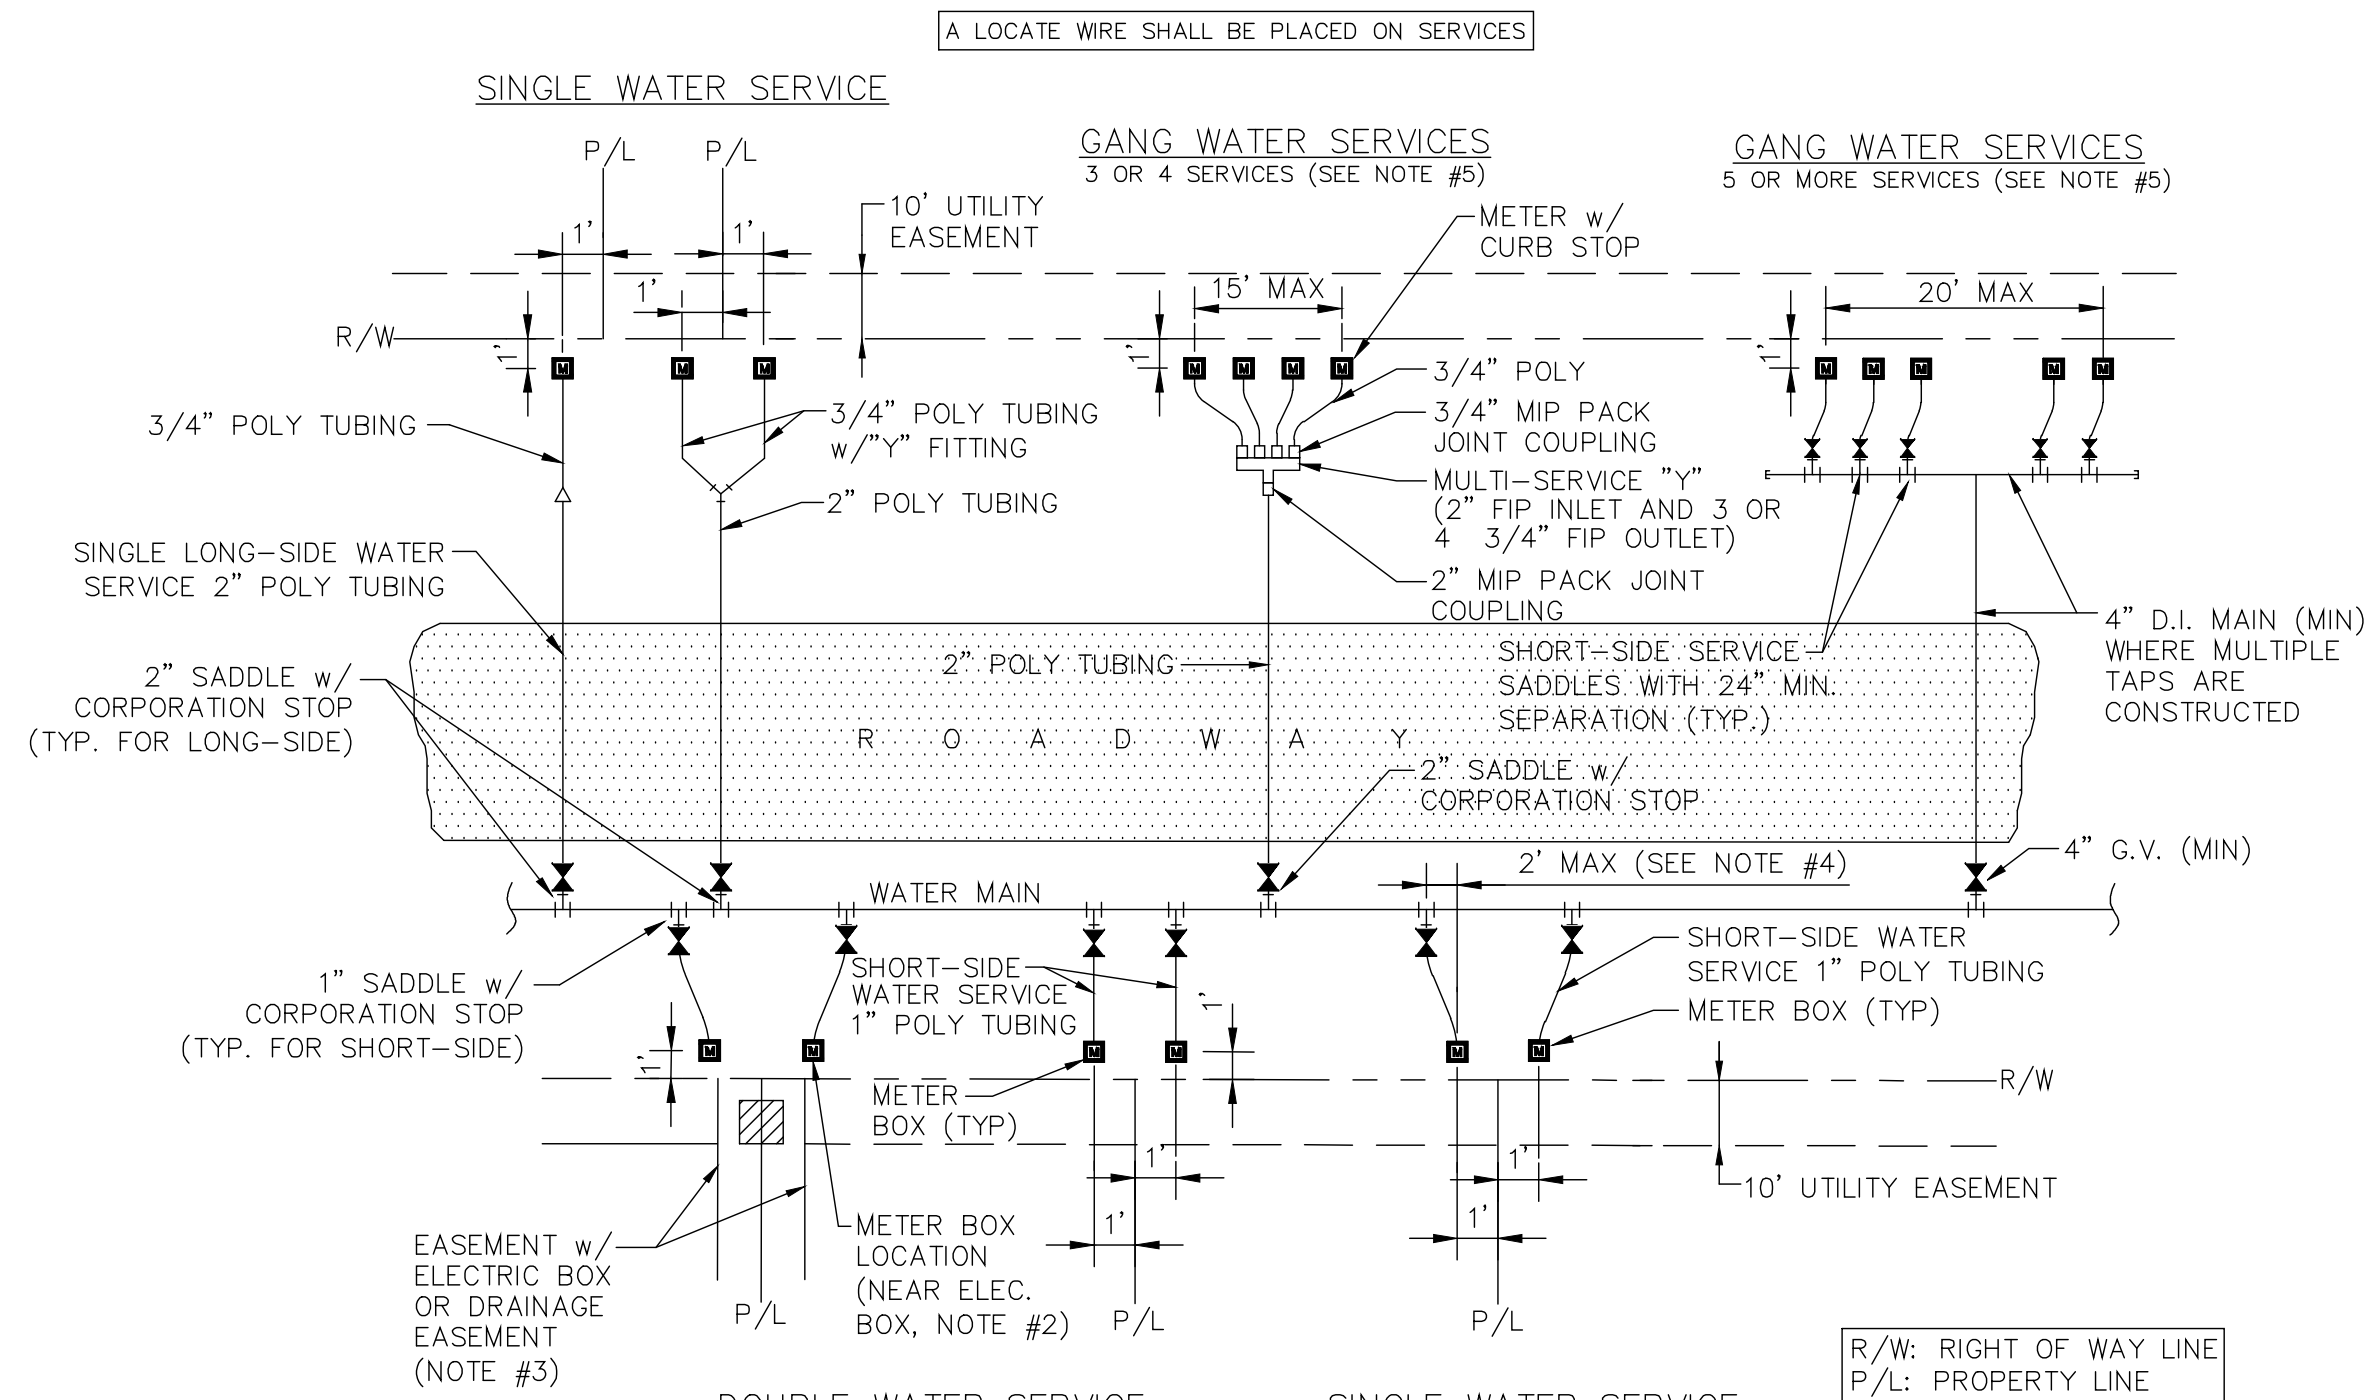 A LOCATE WIRE SHALL BE PLACED ON SERVICES
SINGLE WATER SERVICE
P/L
P/L
GANG WATER SERVICES
3 OR 4 SERVICES (SEE NOTE #5)
GANG WATER SERVICES
5 OR MORE SERVICES (SEE NOTE #5)
1'
1'
10' UTILITY
EASEMENT
METER w/
CURB STOP
1'
15' MAX
20' MAX
R/W
1'
1'
1'
M
M
M
M
M
M
M
M
M
M
M
M
3/4" POLY TUBING
3/4" POLY TUBING
w/"Y" FITTING
2" POLY TUBING
3/4" POLY
3/4" MIP PACK
JOINT COUPLING
MULTI-SERVICE "Y"
(2" FIP INLET AND 3 OR
4 3/4" FIP OUTLET)
2" MIP PACK JOINT
COUPLING
SINGLE LONG-SIDE WATER
SERVICE 2" POLY TUBING
4" D.I. MAIN (MIN)
WHERE MULTIPLE
TAPS ARE
CONSTRUCTED
2" SADDLE w/
CORPORATION STOP
(TYP. FOR LONG-SIDE)
2" POLY TUBING
SHORT-SIDE SERVICE
SADDLES WITH 24" MIN.
SEPARATION (TYP.)
ROADWAY
2" SADDLE w/
CORPORATION STOP
2' MAX (SEE NOTE #4)
4" G.V. (MIN)
WATER MAIN
1" SADDLE w/
CORPORATION STOP
(TYP. FOR SHORT-SIDE)
SHORT-SIDE
WATER SERVICE
1" POLY TUBING
SHORT-SIDE WATER
SERVICE 1" POLY TUBING
METER BOX (TYP)
1'
1'
M
M
M
M
M
M
METER
BOX (TYP)
R/W
1'
1'
10' UTILITY EASEMENT
1'
1'
EASEMENT w/
ELECTRIC BOX
OR DRAINAGE
EASEMENT
(NOTE #3)
METER BOX
LOCATION
(NEAR ELEC.
BOX, NOTE #2)
P/L
P/L
P/L
R/W: RIGHT OF WAY LINE
P/L: PROPERTY LINE
DOUBLE WATER SERVICE
SINGLE WATER SERVICE